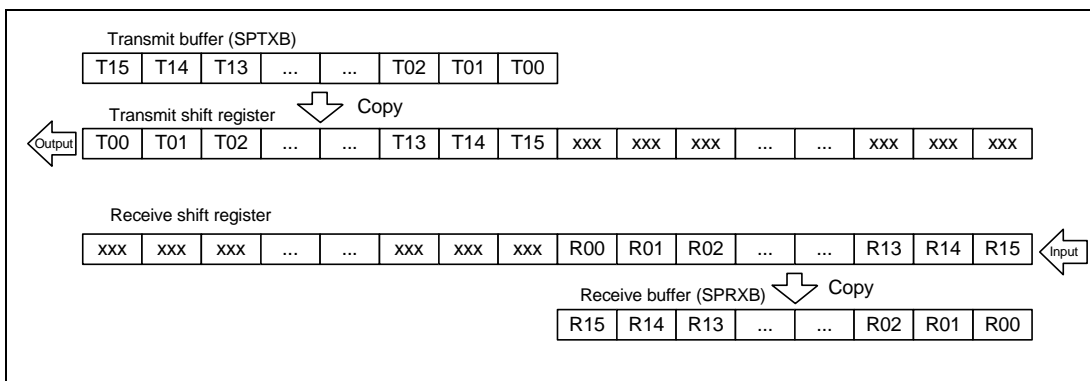 Transmit buffer (SPTXB)
T15 T14 T13 ... ... T02 T01 T00
Copy
Transmit shift register
Output T00 T01 T02 ... ... T13 T14 T15 xxx xxx xxx ... ... xxx xxx xxx
Receive shift register
xxx xxx xxx ... ... xxx xxx xxx R00 R01 R02 ... ... R13 R14 R15 Input
Copy
Receive buffer (SPRXB)
R15 R14 R13 ... ... R02 R01 R00